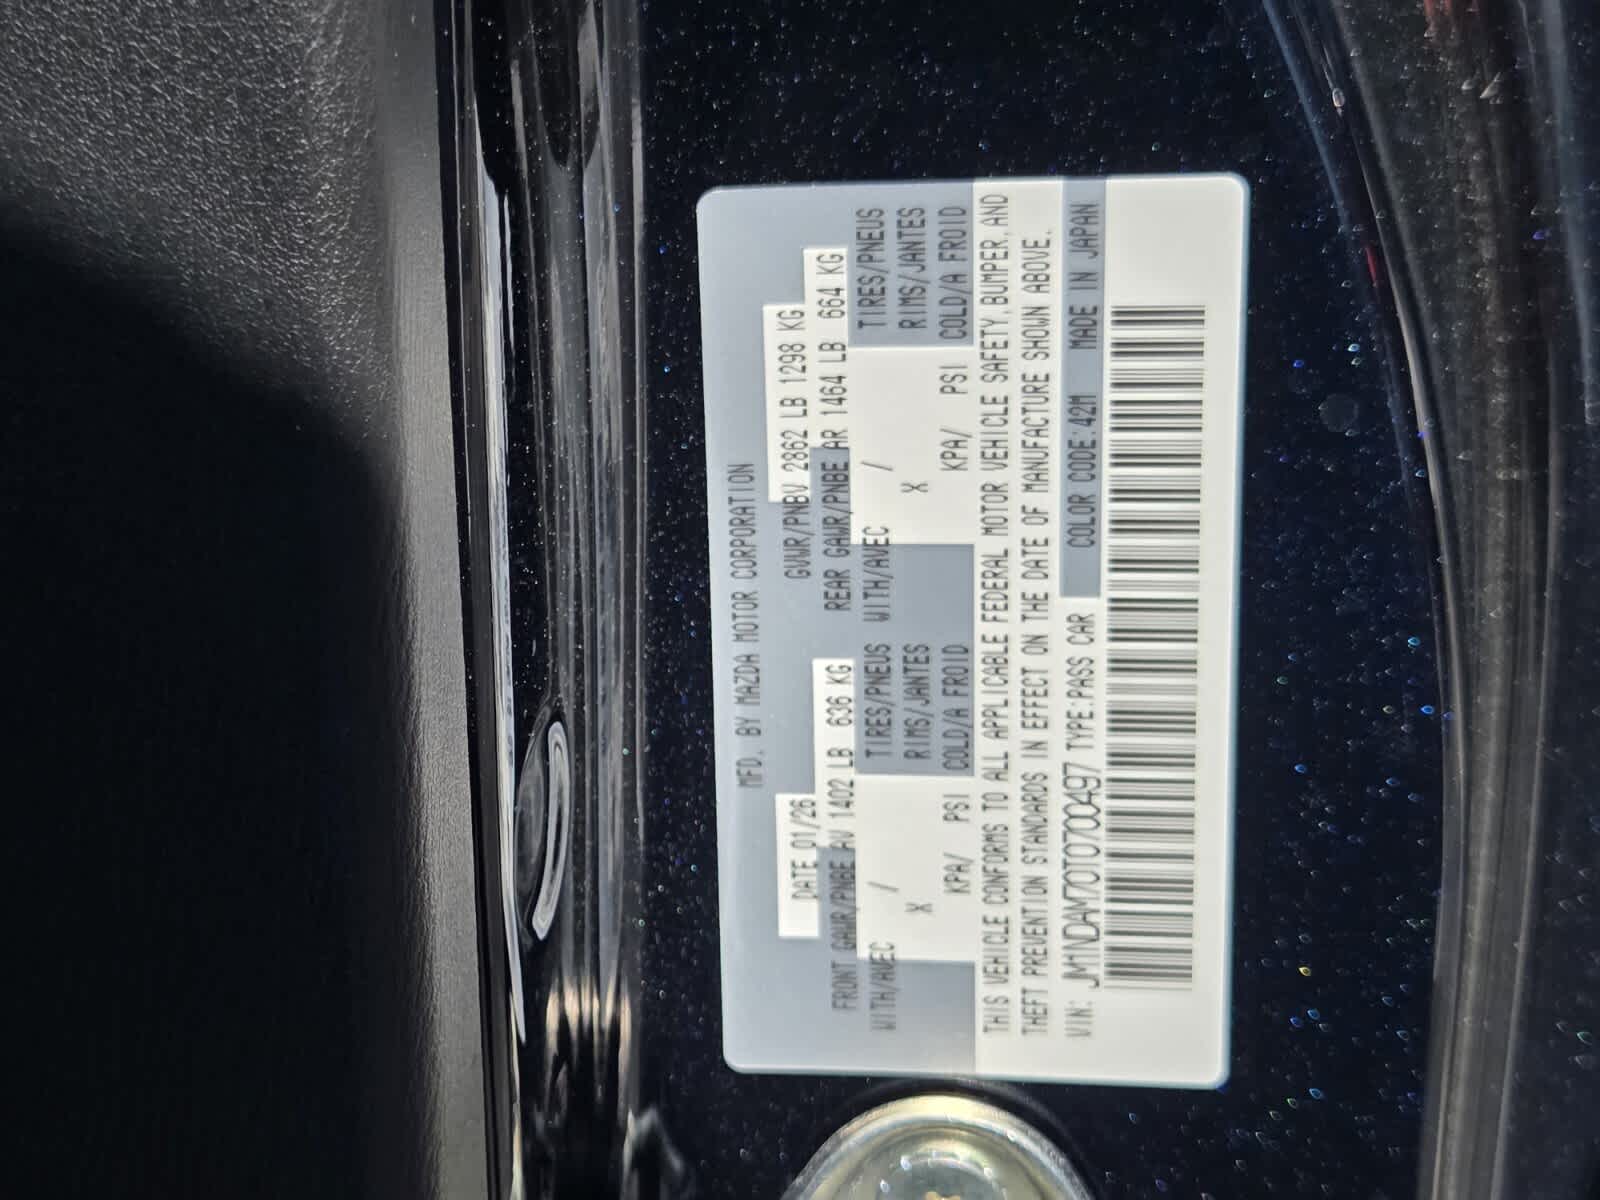 MFD. BY MAZDA MOTOR CORPORATION
DATE 01/26 GVWR/PNBV 2862 LB 1298 KG
FRONT GAWR/PNBE AV 1402 LB 636 KG REAR GAWR/PNBE AR 1464 LB 664 KG
WITH/AVEC / TIRES/PNEUS WITH/AVEC / TIRES/PNEUS
X RIMS/JANTES X RIMS/JANTES
KPA/ PSI COLD/A FROID KPA/ PSI COLD/A FROID
THIS VEHICLE CONFORMS TO ALL APPLICABLE FEDERAL MOTOR VEHICLE SAFETY,BUMPER,AND
THEFT PREVENTION STANDARDS IN EFFECT ON THE DATE OF MANUFACTURE SHOWN ABOVE.
VIN: JM1NDAM70T0700497 TYPE:PASS CAR COLOR CODE:42M MADE IN JAPAN